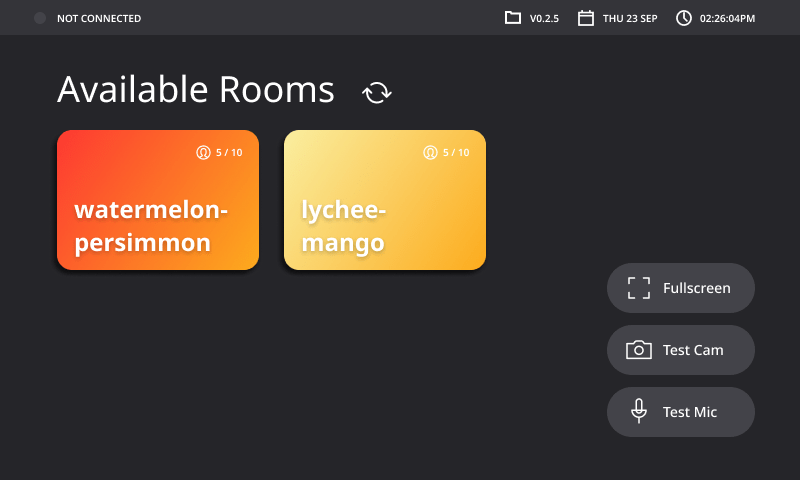 NOT CONNECTED
V0.2.5
THU 23 SEP
02:26:04PM
Available Rooms
5 / 10
watermelon-
persimmon
5 / 10
lychee-
mango
Fullscreen
Test Cam
Test Mic